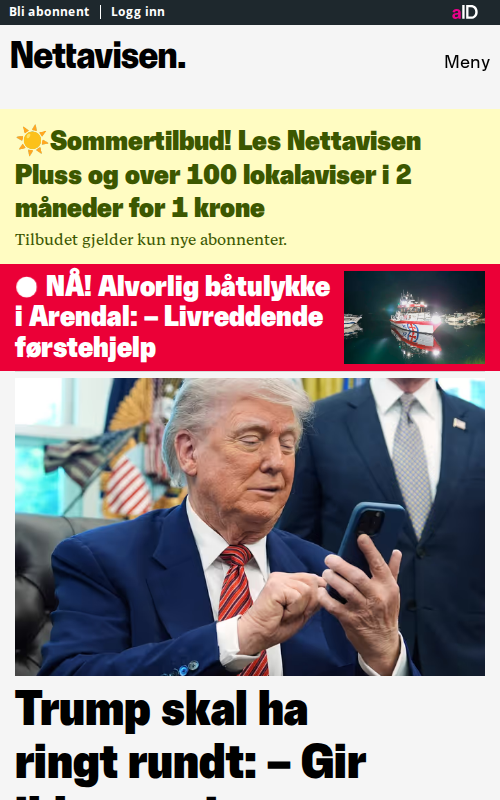 Bli abonnent | Logg inn
aID
Nettavisen.
Meny
☀️Sommertilbud! Les Nettavisen
Pluss og over 100 lokalaviser i 2
måneder for 1 krone
Tilbudet gjelder kun nye abonnenter.
NÅ! Alvorlig båtulykke
i Arendal: – Livreddende
førstehjelp
Trump skal ha
ringt rundt: – Gir